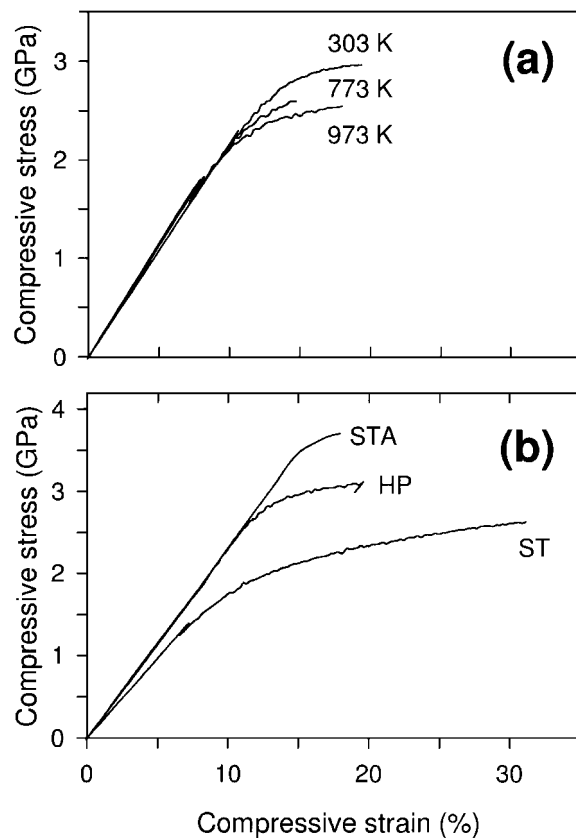 (a)
303 K
773 K
973 K
3
2
1
0
Compressive stress (GPa)
(b)
STA
HP
ST
4
3
2
1
0
Compressive stress (GPa)
0
10
20
30
Compressive strain (%)